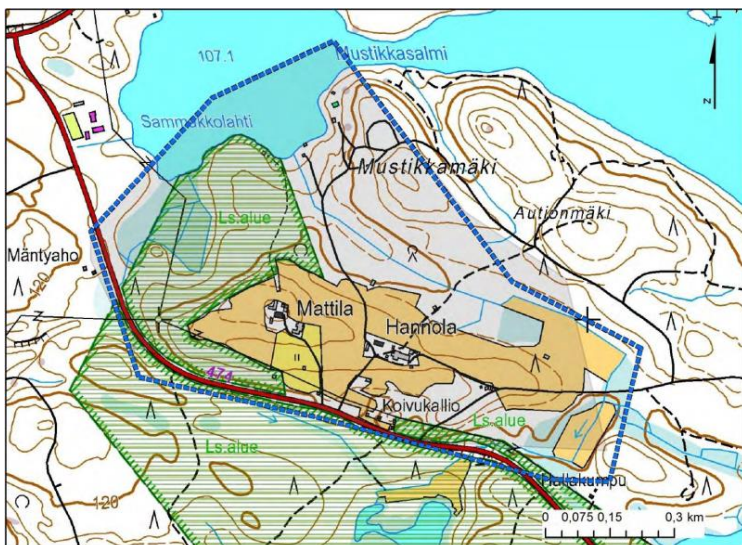 107.1
Mustikkasalmi
N
Sammakkolahti
Mustikkamäki
Autionmäki
Ls.alue
Mäntyaho
120
Mattila
Hannola
474
Koivukallio
Ls.alue
Ls.alue
Hallakumpu
120
0 0,075 0,15 0,3 km